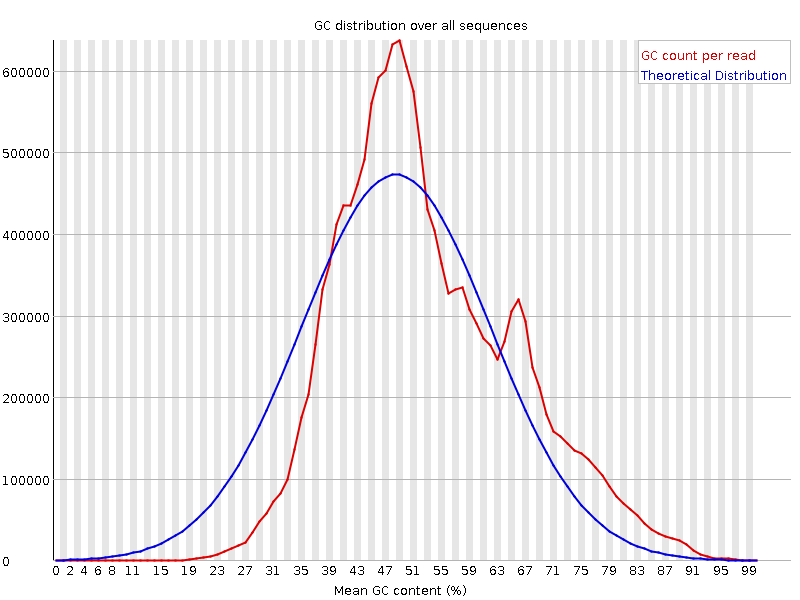 GC distribution over all sequences
GC count per read
Theoretical Distribution
600000
500000
400000
300000
200000
100000
0
0 2 4 6 8 11 15 19 23 27 31 35 39 43 47 51 55 59 63 67 71 75 79 83 87 91 95 99
Mean GC content (%)